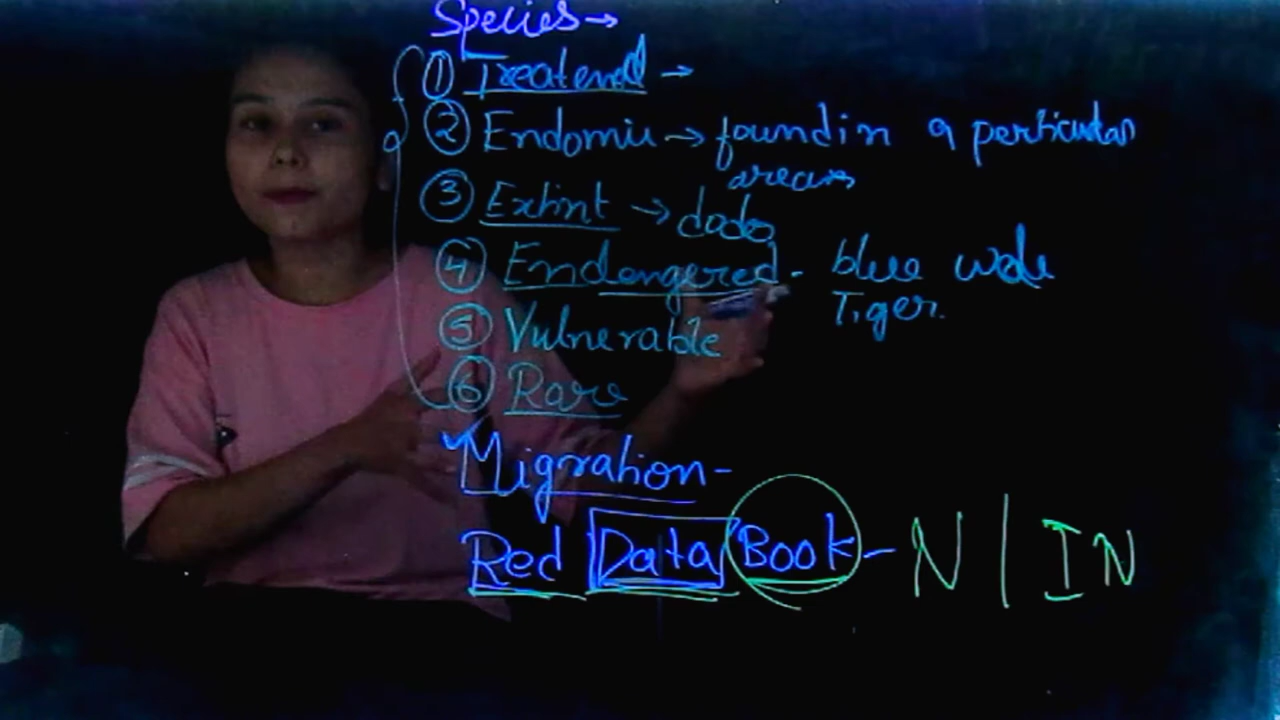 Species→
① Treatened →
② Endomic → found in a perticular
areas
③ Extint → dodo
④ Endengered - blue wele
Tiger.
⑤ Vulnerable
⑥ Rare
Migration-
Red Data Book - N / IN